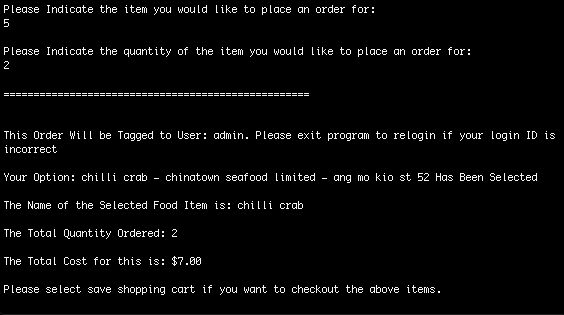 Please Indicate the item you would like to place an order for:
5
Please Indicate the quantity of the item you would like to place an order for:
2
===================================================
This Order Will be Tagged to User: admin. Please exit program to relogin if your login ID is
incorrect
Your Option: chilli crab – chinatown seafood limited – ang mo kio st 52 Has Been Selected
The Name of the Selected Food Item is: chilli crab
The Total Quantity Ordered: 2
The Total Cost for this is: $7.00
Please select save shopping cart if you want to checkout the above items.